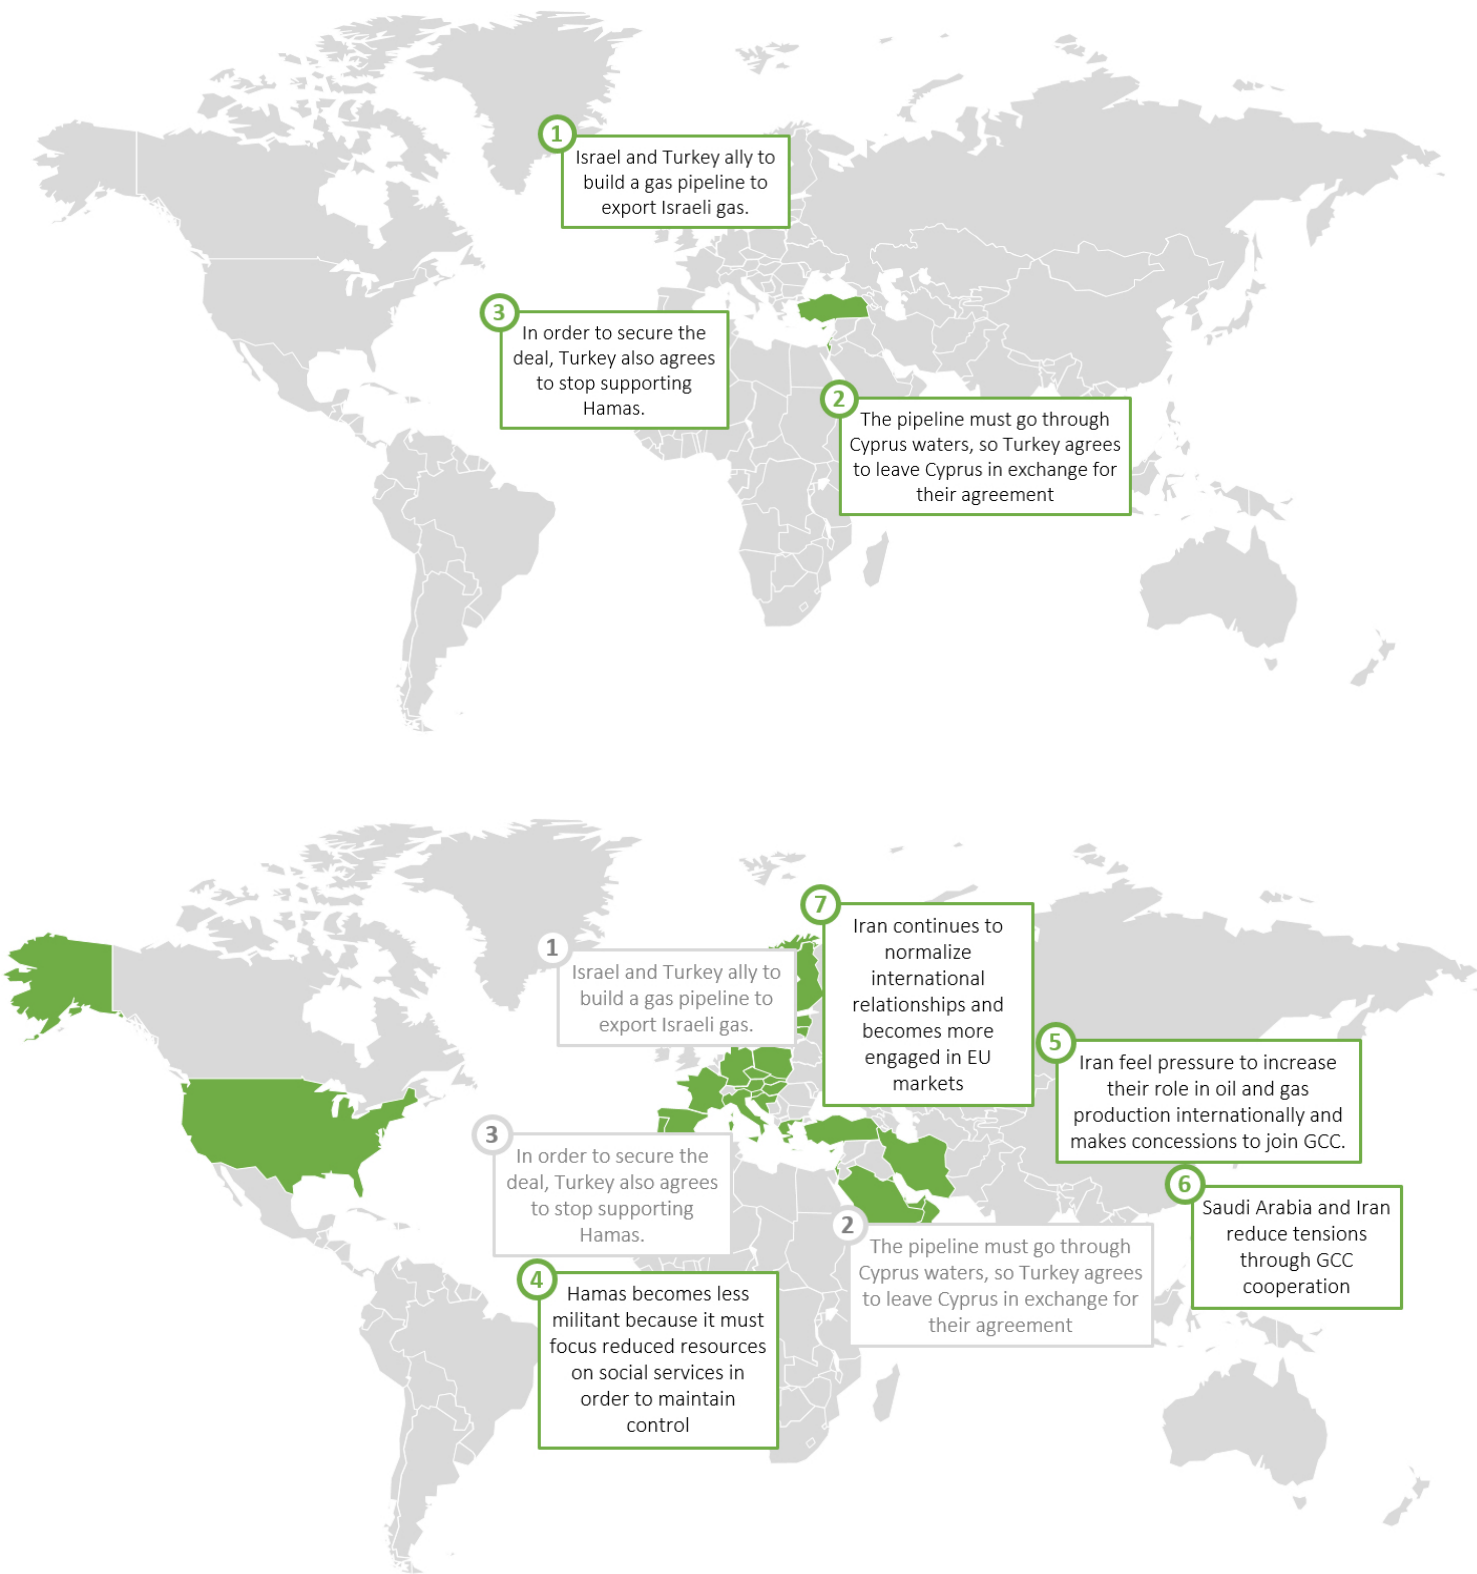 1
Israel and Turkey ally to
build a gas pipeline to
export Israeli gas.
3
In order to secure the
deal, Turkey also agrees
to stop supporting
Hamas.
2
The pipeline must go through
Cyprus waters, so Turkey agrees
to leave Cyprus in exchange for
their agreement
7
Iran continues to
normalize
international
relationships and
becomes more
engaged in EU
markets
1
Israel and Turkey ally to
build a gas pipeline to
export Israeli gas.
5
Iran feel pressure to increase
their role in oil and gas
production internationally and
makes concessions to join GCC.
3
In order to secure the
deal, Turkey also agrees
to stop supporting
Hamas.
6
Saudi Arabia and Iran
reduce tensions
through GCC
cooperation
2
The pipeline must go through
Cyprus waters, so Turkey agrees
to leave Cyprus in exchange for
their agreement
4
Hamas becomes less
militant because it must
focus reduced resources
on social services in
order to maintain
control